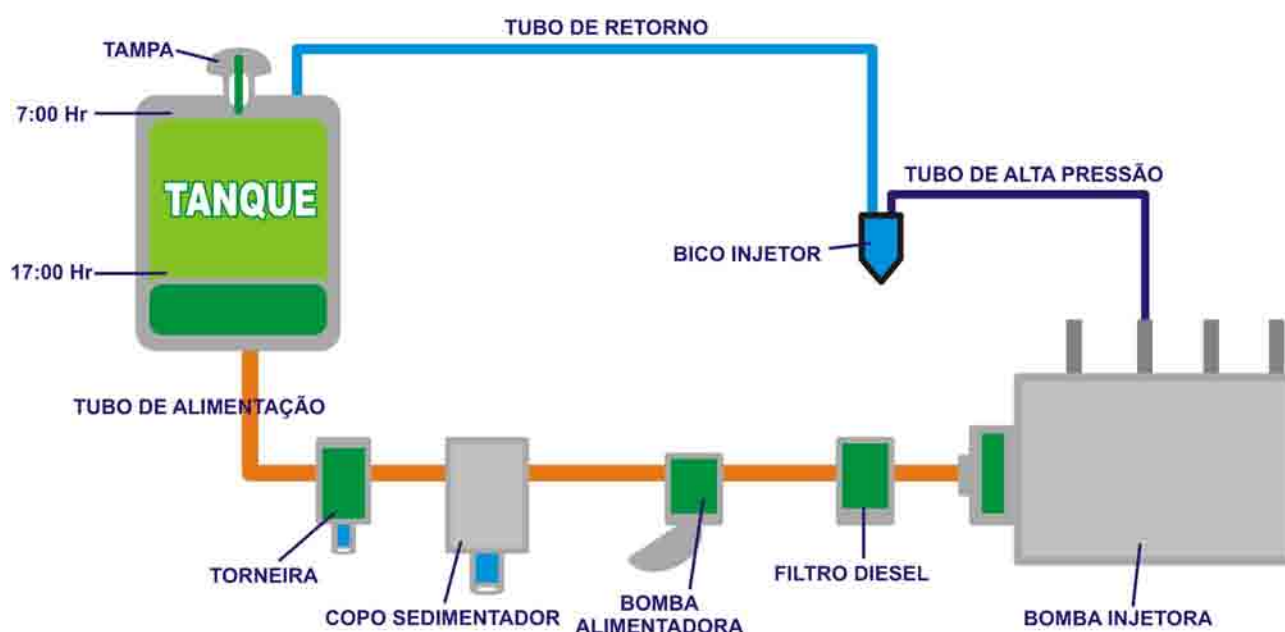 TUBO DE RETORNO
TAMPA
7:00 Hr
TUBO DE ALTA PRESSÃO
TANQUE
BICO INJETOR
17:00 Hr
TUBO DE ALIMENTAÇÃO
TORNEIRA
COPO SEDIMENTADOR
BOMBA
ALIMENTADORA
FILTRO DIESEL
BOMBA INJETORA